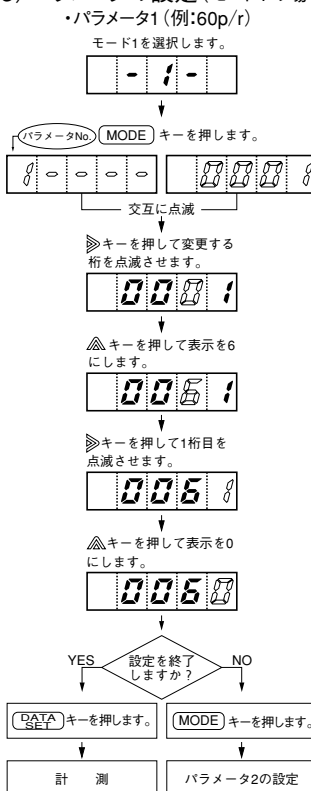 ・パラメータ1(例:60p/r)
モード1を選択します。
- 1 -
パラメータNo.
MODE キーを押します。
1 - - - -
0001
交互に点滅
キーを押して変更する
桁を点滅させます。
0001
キーを押して表示を6
にします。
0061
キーを押して1桁目を
点滅させます。
0061
キーを押して表示を0
にします。
0060
YES
設定を終了
しますか?
NO
DATA SET キーを押します。
MODE キーを押します。
計 測
パラメータ2の設定